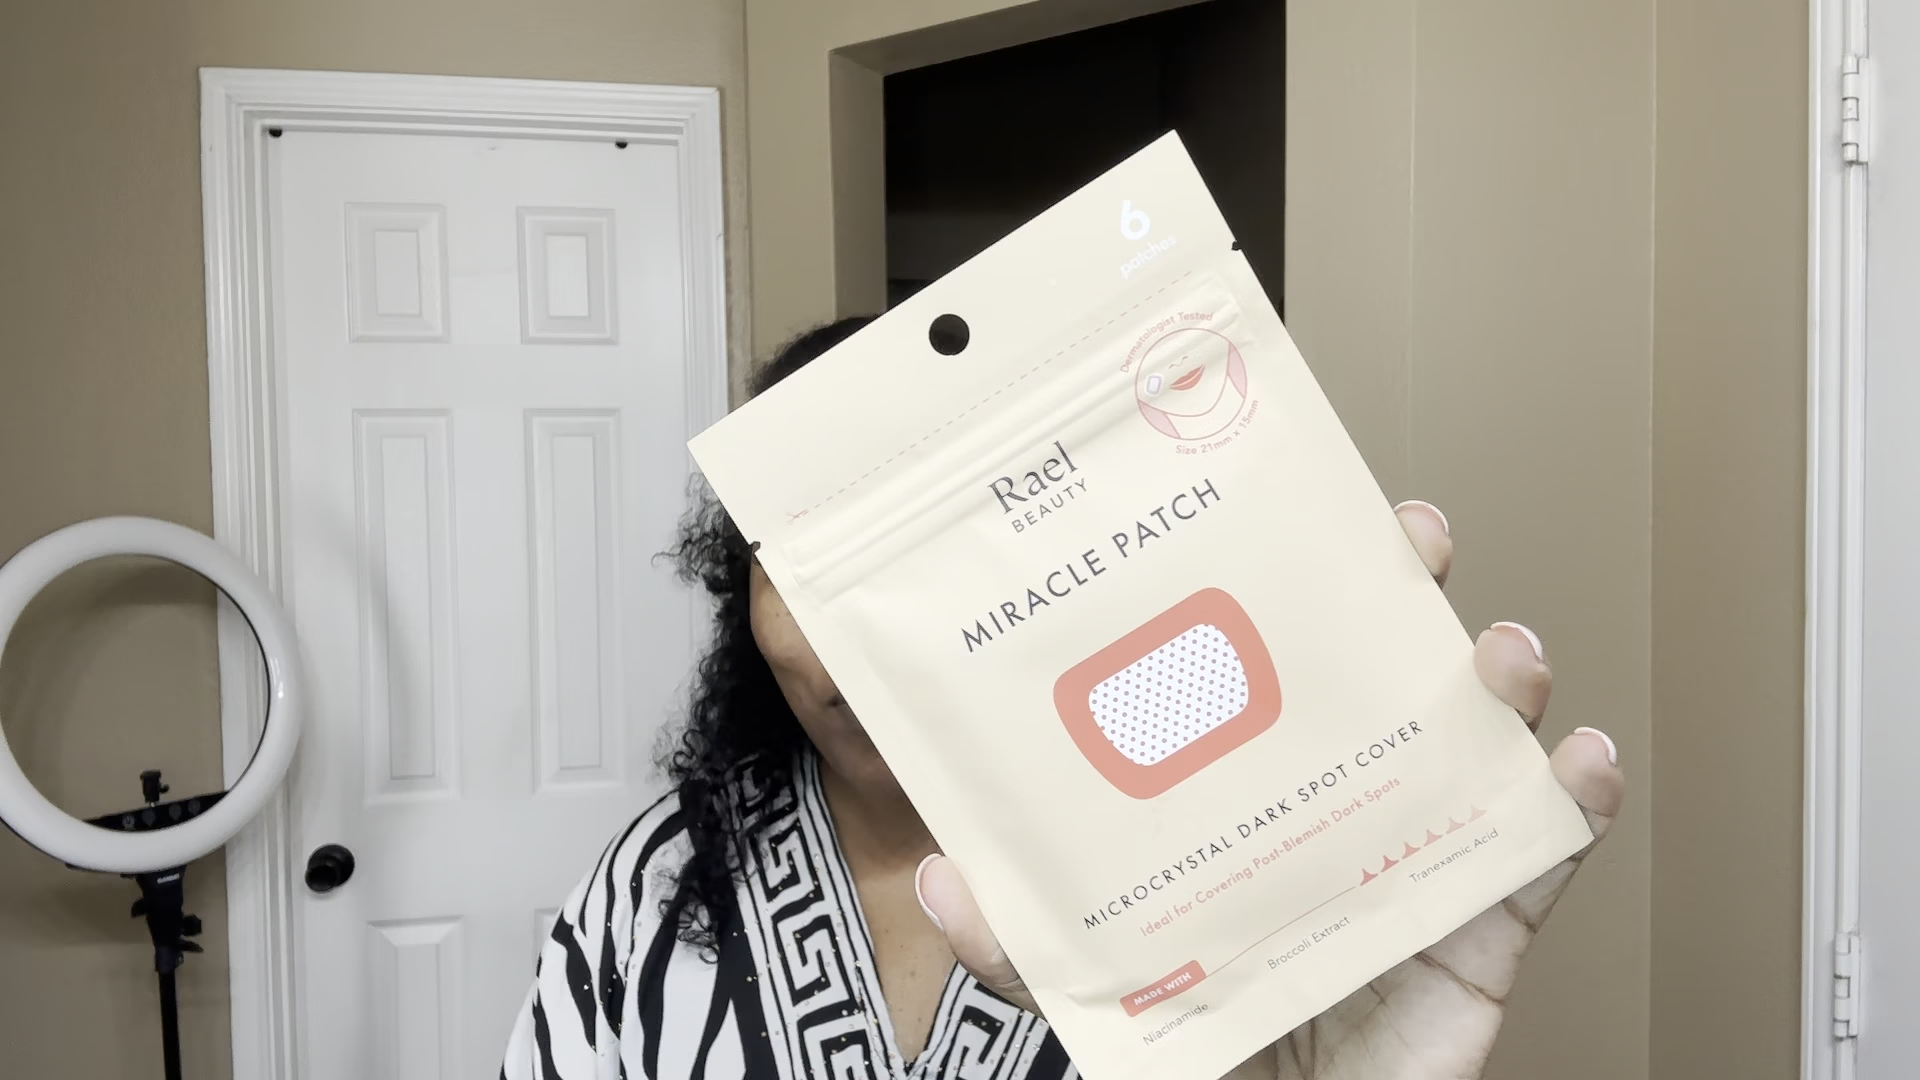 6
patches
Dermatologist Tested
Size 21mm x 15mm
Rael
BEAUTY
MIRACLE PATCH
MICROCRYSTAL DARK SPOT COVER
Ideal for Covering Post-Blemish Dark Spots
MADE WITH
Niacinamide
Broccoli Extract
Tranexamic Acid